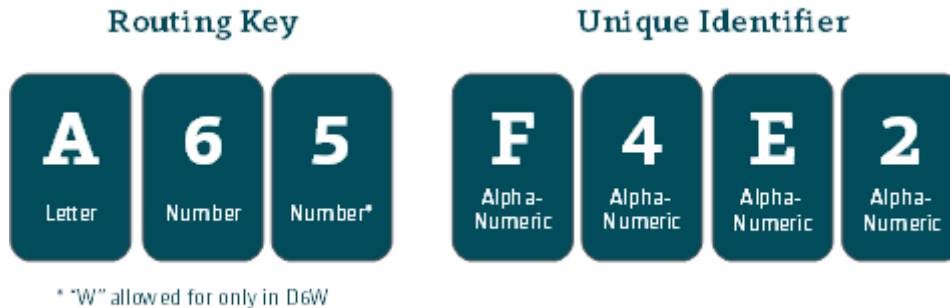 Routing Key Unique Identifier
A 6 5 F 4 E 2
Letter Number Number* Alpha-Numeric Alpha-Numeric Alpha-Numeric Alpha-Numeric
* "W" allowed for only in D6W